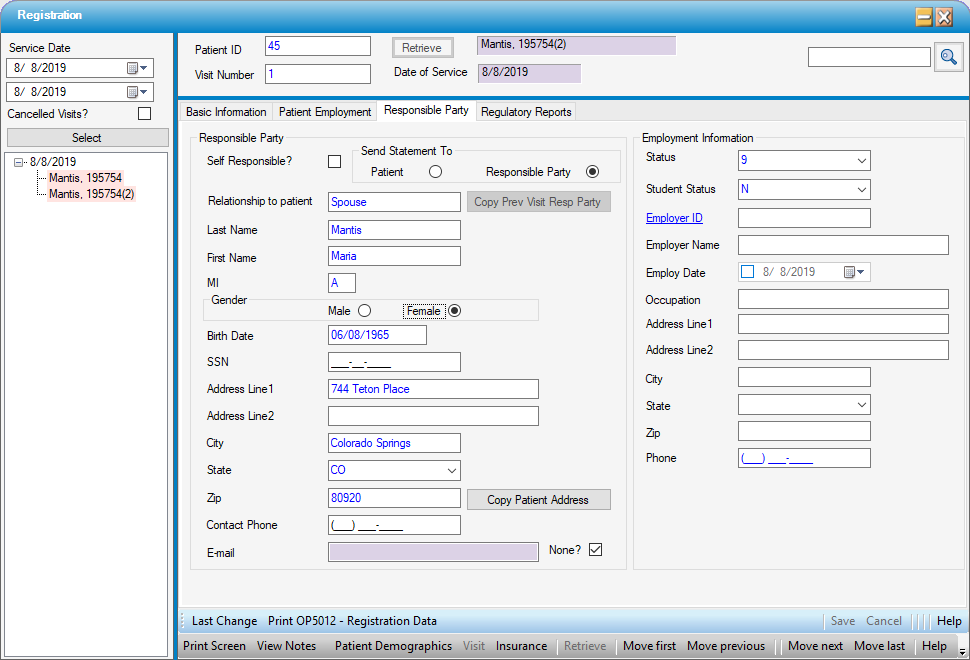 Registration
Service Date
8/ 8/2019
8/ 8/2019
Cancelled Visits?
Select
8/8/2019
Mantis, 195754
Mantis, 195754(2)
Patient ID 45 Retrieve Mantis, 195754(2)
Visit Number 1 Date of Service 8/8/2019
Basic Information Patient Employment Responsible Party Regulatory Reports
Responsible Party
Self Responsible?
Send Statement To
Patient Responsible Party
Relationship to patient Spouse Copy Prev Visit Resp Party
Last Name Mantis
First Name Maria
MI A
Gender
Male Female
Birth Date 06/08/1965
SSN ___-__-____
Address Line1 744 Teton Place
Address Line2
City Colorado Springs
State CO
Zip 80920 Copy Patient Address
Contact Phone (___) ___-____
E-mail None?
Employment Information
Status 9
Student Status N
Employer ID
Employer Name
Employ Date 8/ 8/2019
Occupation
Address Line1
Address Line2
City
State
Zip
Phone (___) ___-____
Last Change Print OP5012 - Registration Data Save Cancel Help
Print Screen View Notes Patient Demographics Visit Insurance Retrieve Move first Move previous Move next Move last Help